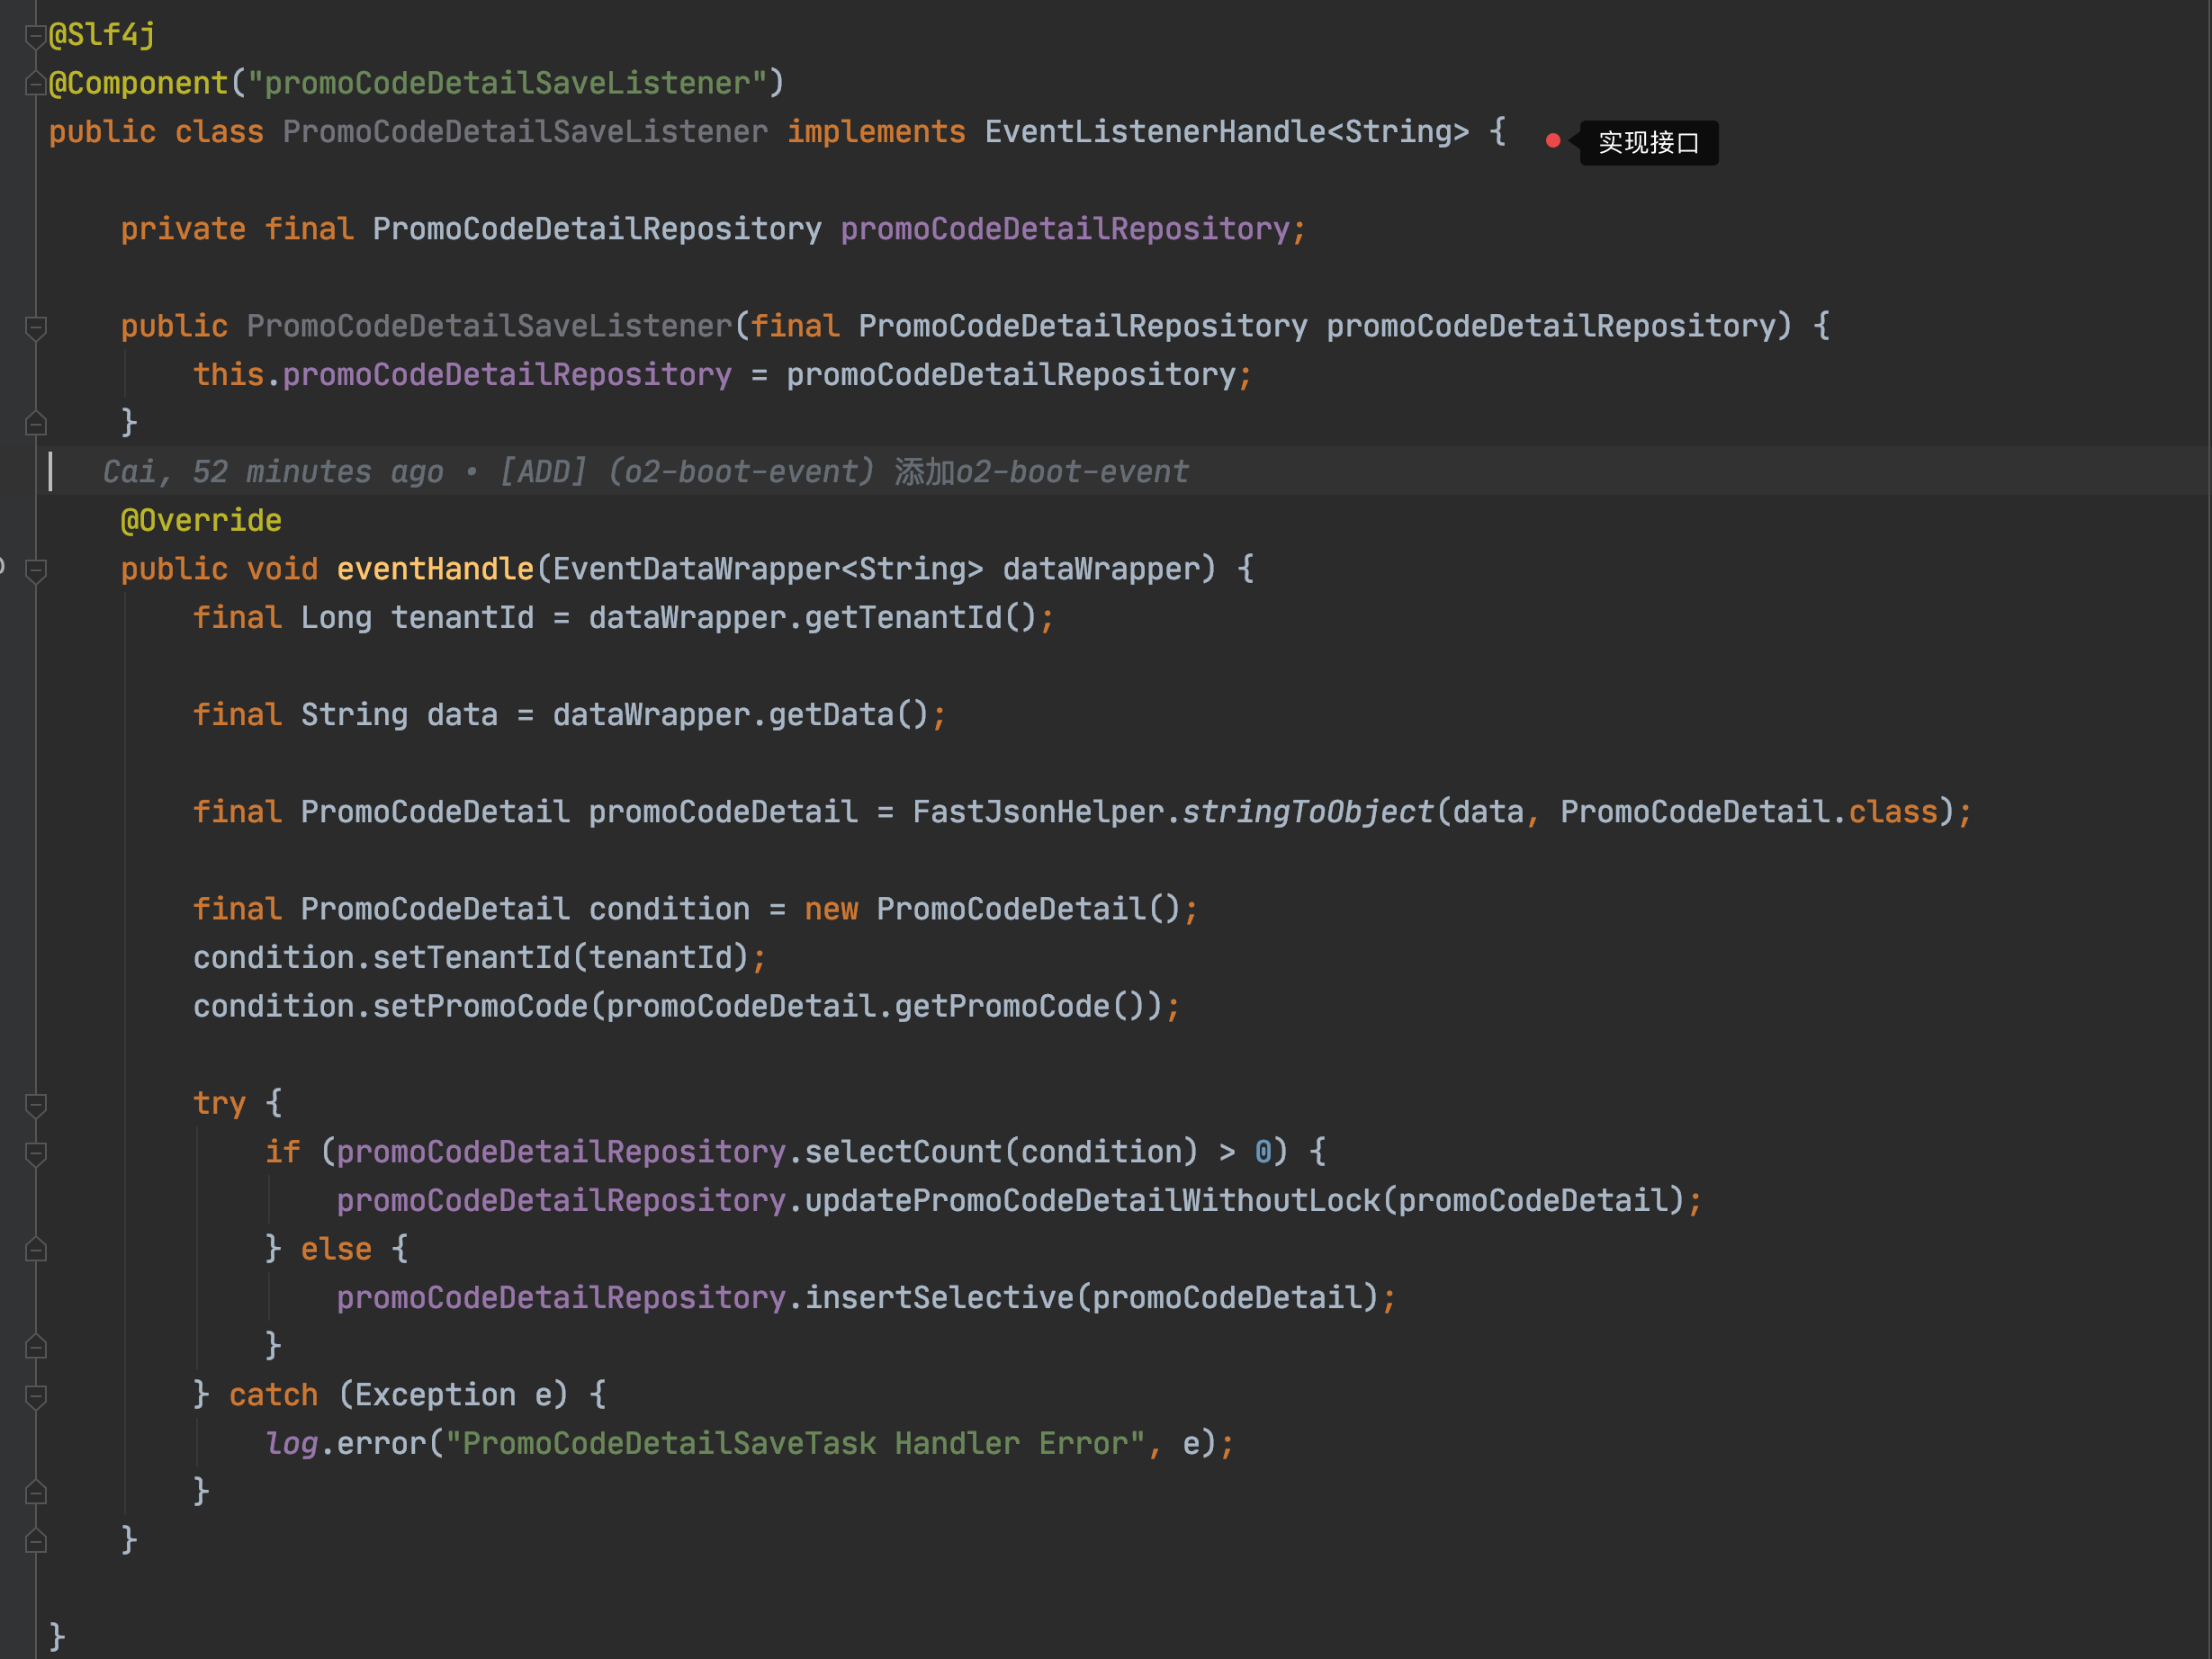 @Slf4j
@Component("promoCodeDetailSaveListener")
public class PromoCodeDetailSaveListener implements EventListenerHandle<String> {
实现接口
private final PromoCodeDetailRepository promoCodeDetailRepository;
public PromoCodeDetailSaveListener(final PromoCodeDetailRepository promoCodeDetailRepository) {
this.promoCodeDetailRepository = promoCodeDetailRepository;
}
Cai, 52 minutes ago • [ADD] (o2-boot-event) 添加o2-boot-event
@Override
public void eventHandle(EventDataWrapper<String> dataWrapper) {
final Long tenantId = dataWrapper.getTenantId();
final String data = dataWrapper.getData();
final PromoCodeDetail promoCodeDetail = FastJsonHelper.stringToObject(data, PromoCodeDetail.class);
final PromoCodeDetail condition = new PromoCodeDetail();
condition.setTenantId(tenantId);
condition.setPromoCode(promoCodeDetail.getPromoCode());
try {
if (promoCodeDetailRepository.selectCount(condition) > 0) {
promoCodeDetailRepository.updatePromoCodeDetailWithoutLock(promoCodeDetail);
} else {
promoCodeDetailRepository.insertSelective(promoCodeDetail);
}
} catch (Exception e) {
log.error("PromoCodeDetailSaveTask Handler Error", e);
}
}
}